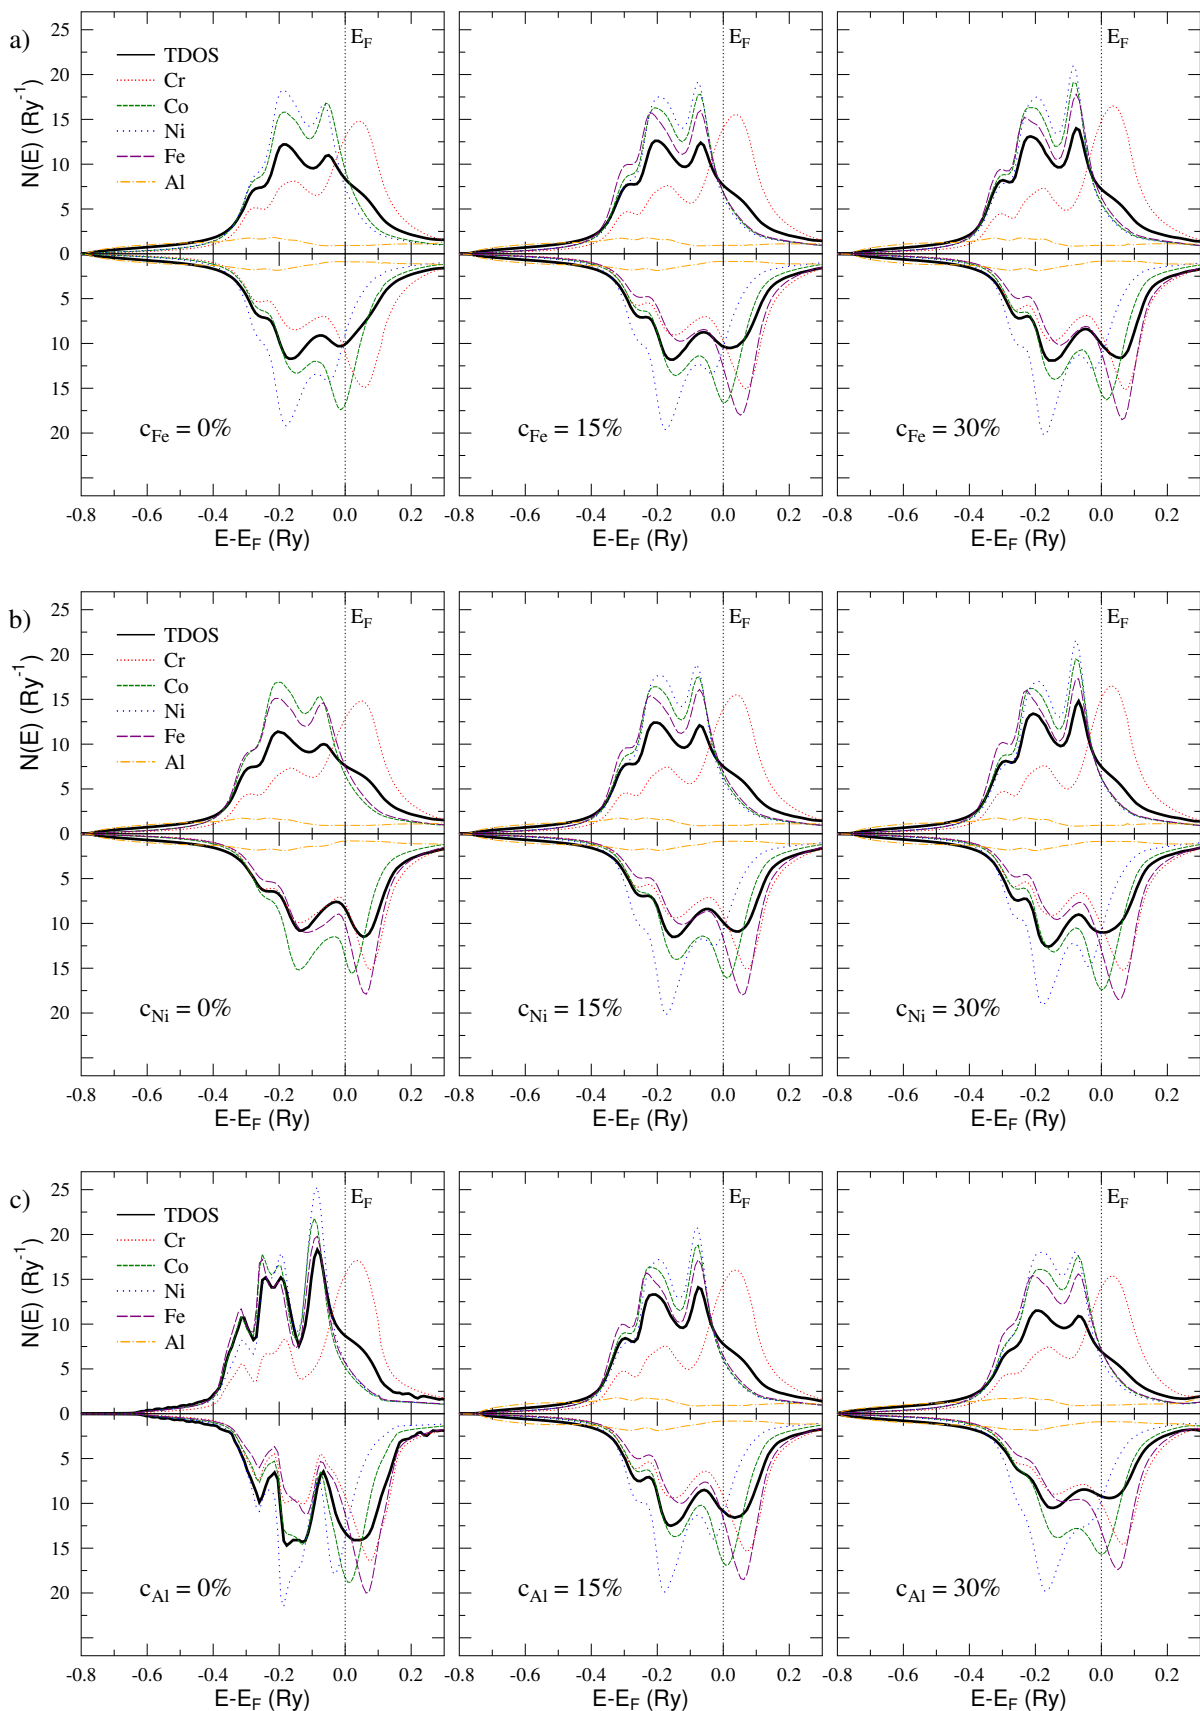 a)
E_F E_F E_F
25
TDOS
20
Cr
Co
15
Ni
10
Fe
5
Al
0
5
10
15
20
N(E) (Ry^-1)
c_Fe = 0% c_Fe = 15% c_Fe = 30%
-0.8 -0.6 -0.4 -0.2 0.0 0.2 -0.8 -0.6 -0.4 -0.2 0.0 0.2 -0.8 -0.6 -0.4 -0.2 0.0 0.2
E-E_F (Ry) E-E_F (Ry) E-E_F (Ry)
b)
E_F E_F E_F
25
TDOS
20
Cr
Co
15
Ni
10
Fe
5
Al
0
5
10
15
20
N(E) (Ry^-1)
c_Ni = 0% c_Ni = 15% c_Ni = 30%
-0.8 -0.6 -0.4 -0.2 0.0 0.2 -0.8 -0.6 -0.4 -0.2 0.0 0.2 -0.8 -0.6 -0.4 -0.2 0.0 0.2
E-E_F (Ry) E-E_F (Ry) E-E_F (Ry)
c)
E_F E_F E_F
25
TDOS
20
Cr
Co
15
Ni
10
Fe
5
Al
0
5
10
15
20
N(E) (Ry^-1)
c_Al = 0% c_Al = 15% c_Al = 30%
-0.8 -0.6 -0.4 -0.2 0.0 0.2 -0.8 -0.6 -0.4 -0.2 0.0 0.2 -0.8 -0.6 -0.4 -0.2 0.0 0.2
E-E_F (Ry) E-E_F (Ry) E-E_F (Ry)